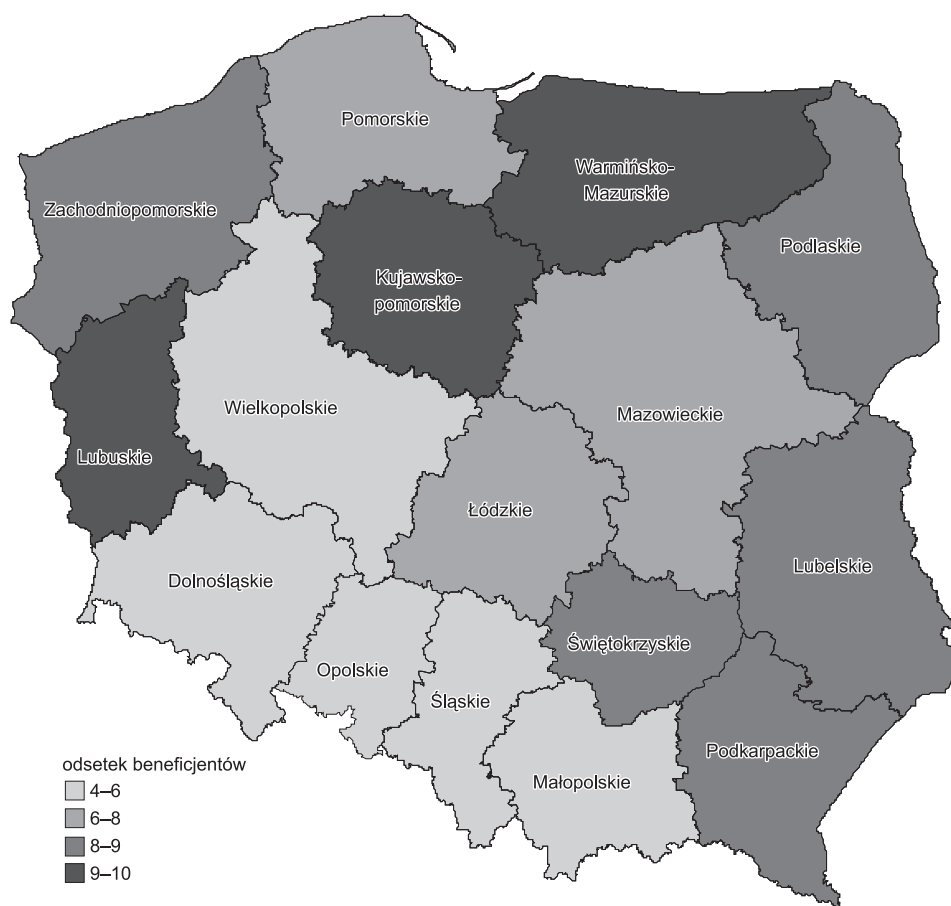 Pomorskie
Warmińsko-
Mazurskie
Zachodniopomorskie
Podlaskie
Kujawsko-
pomorskie
Wielkopolskie
Mazowieckie
Lubuskie
Łódzkie
Lubelskie
Dolnośląskie
Świętokrzyskie
Opolskie
Śląskie
Podkarpackie
Małopolskie
odsetek beneficjentów
4–6
6–8
8–9
9–10